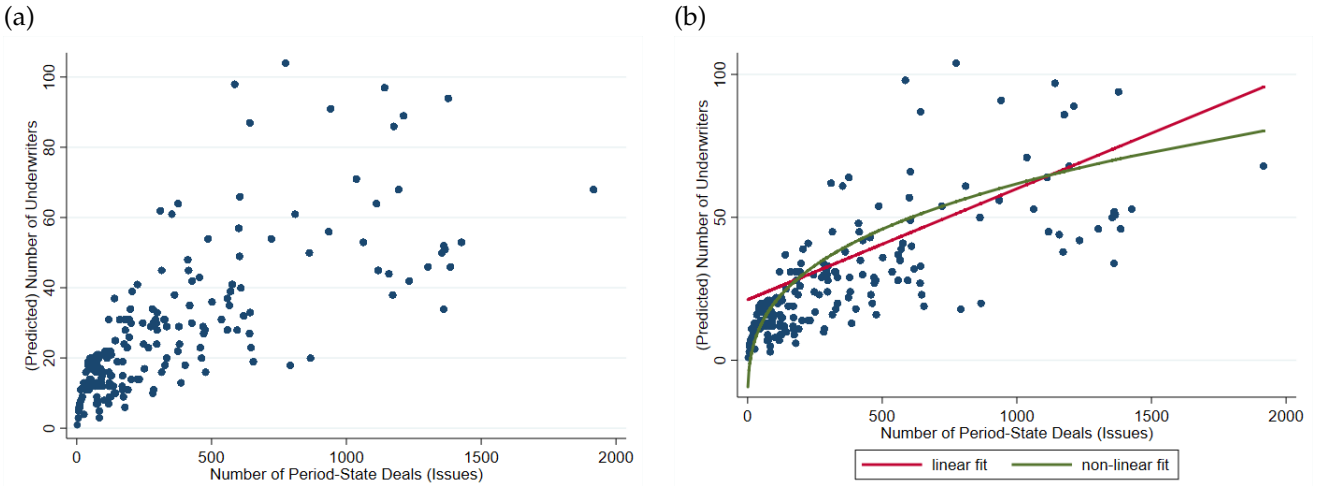 (a)
(Predicted) Number of Underwriters
100
80
60
40
20
0
0 500 1000 1500 2000
Number of Period-State Deals (Issues)
(b)
(Predicted) Number of Underwriters
100
50
0
0 500 1000 1500 2000
Number of Period-State Deals (Issues)
linear fit non-linear fit